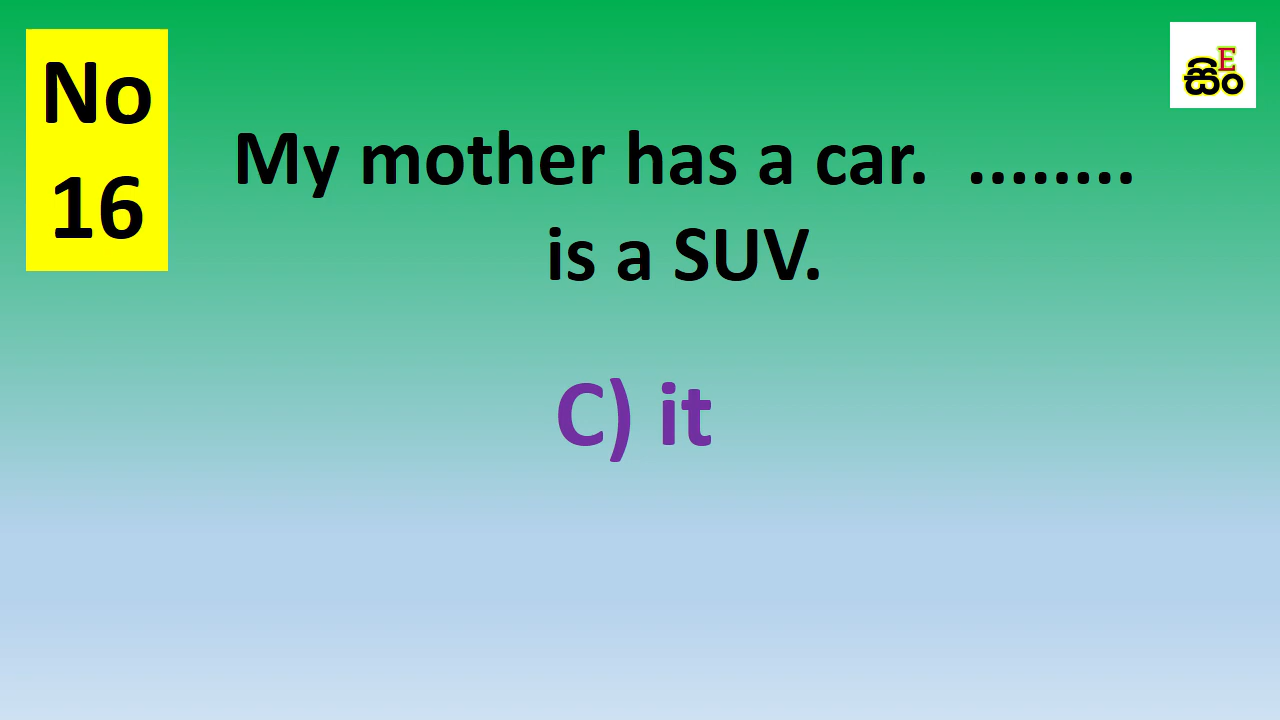 No
16
සිං
E
My mother has a car.  ........
is a SUV.
C) it